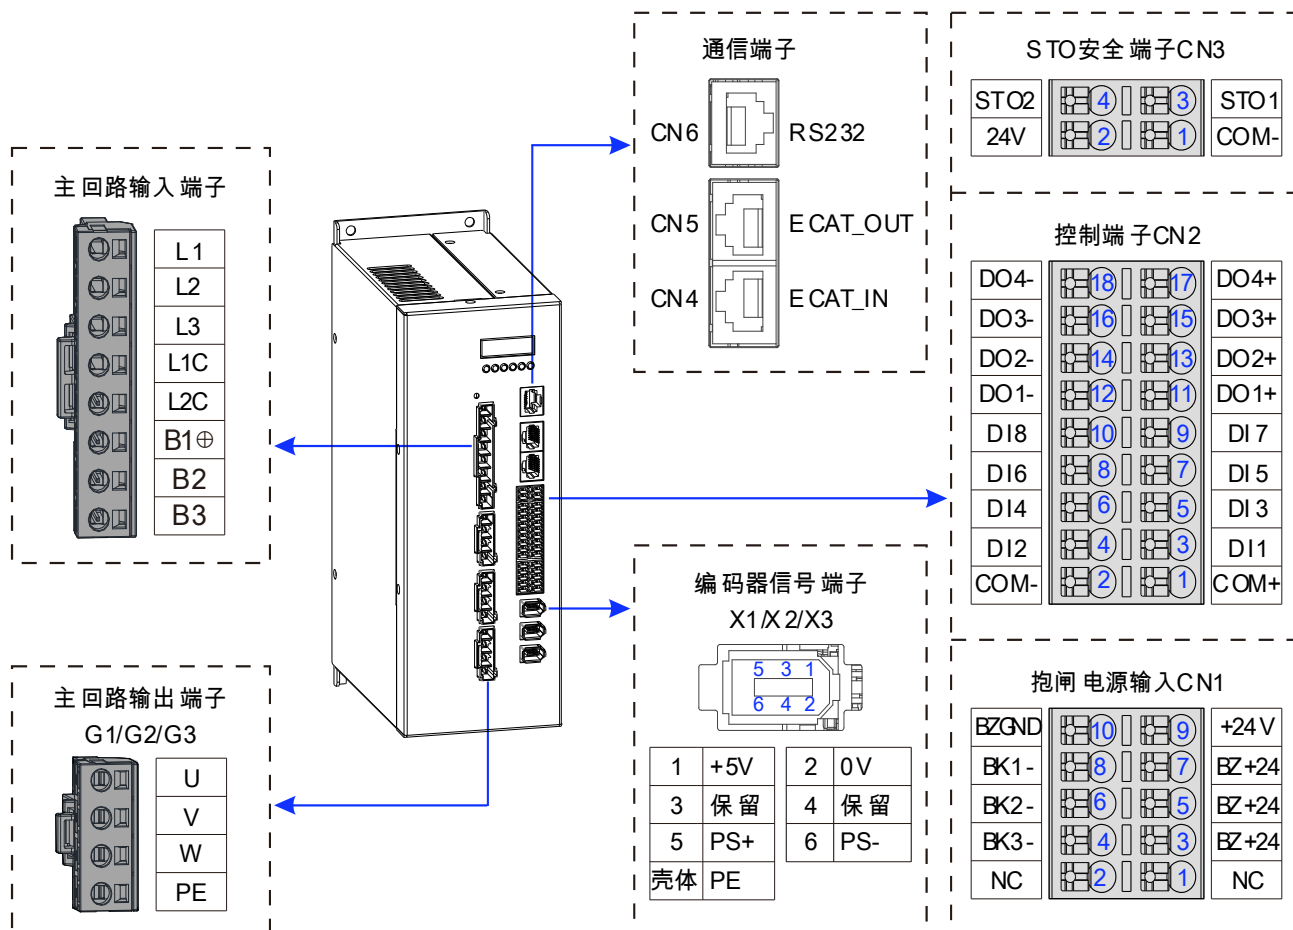 主回路输入端子
L1
L2
L3
L1C
L2C
B1⊕
B2
B3
主回路输出端子
G1/G2/G3
U
V
W
PE
通信端子
CN6 RS232
CN5 ECAT_OUT
CN4 ECAT_IN
编码器信号端子
X1/X2/X3
5 3 1
6 4 2
1 +5V 2 0V
3 保留 4 保留
5 PS+ 6 PS-
壳体 PE
STO安全端子CN3
STO2 4 3 STO1
24V 2 1 COM-
控制端子CN2
DO4- 18 17 DO4+
DO3- 16 15 DO3+
DO2- 14 13 DO2+
DO1- 12 11 DO1+
DI8 10 9 DI7
DI6 8 7 DI5
DI4 6 5 DI3
DI2 4 3 DI1
COM- 2 1 COM+
抱闸电源输入CN1
BZGND 10 9 +24V
BK1- 8 7 BZ+24
BK2- 6 5 BZ+24
BK3- 4 3 BZ+24
NC 2 1 NC